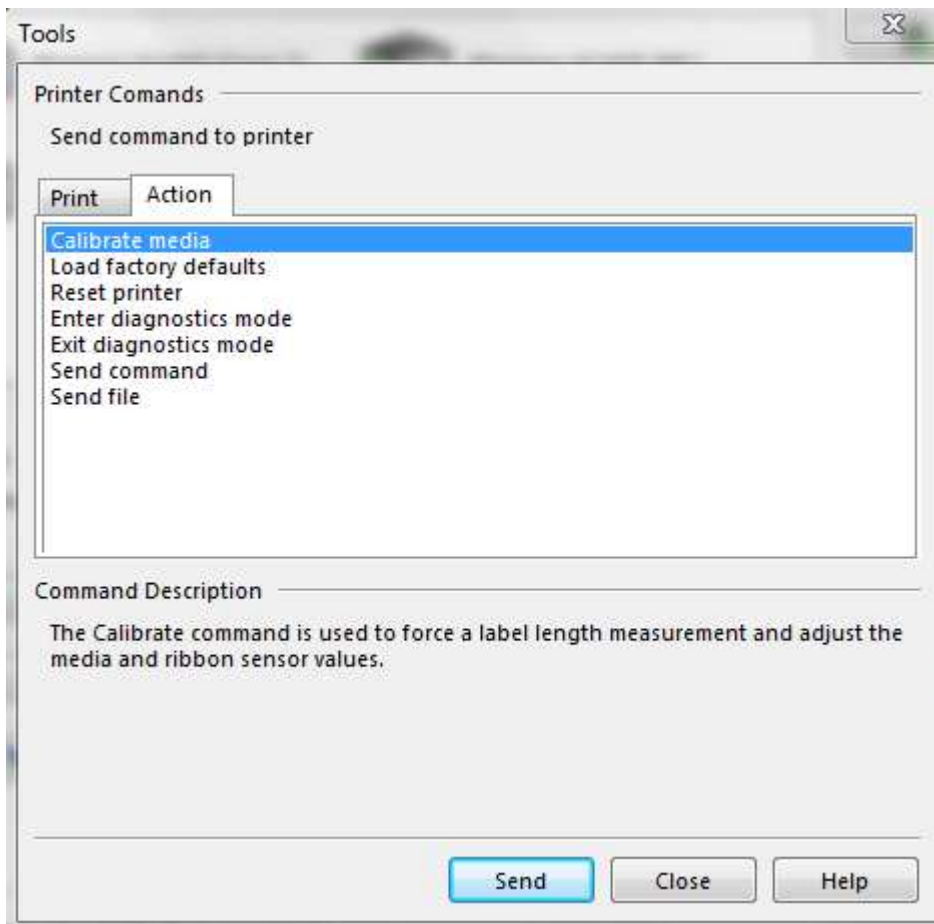 Tools
Printer Comands
Send command to printer
Print Action
Calibrate media
Load factory defaults
Reset printer
Enter diagnostics mode
Exit diagnostics mode
Send command
Send file
Command Description
The Calibrate command is used to force a label length measurement and adjust the
media and ribbon sensor values.
Send Close Help